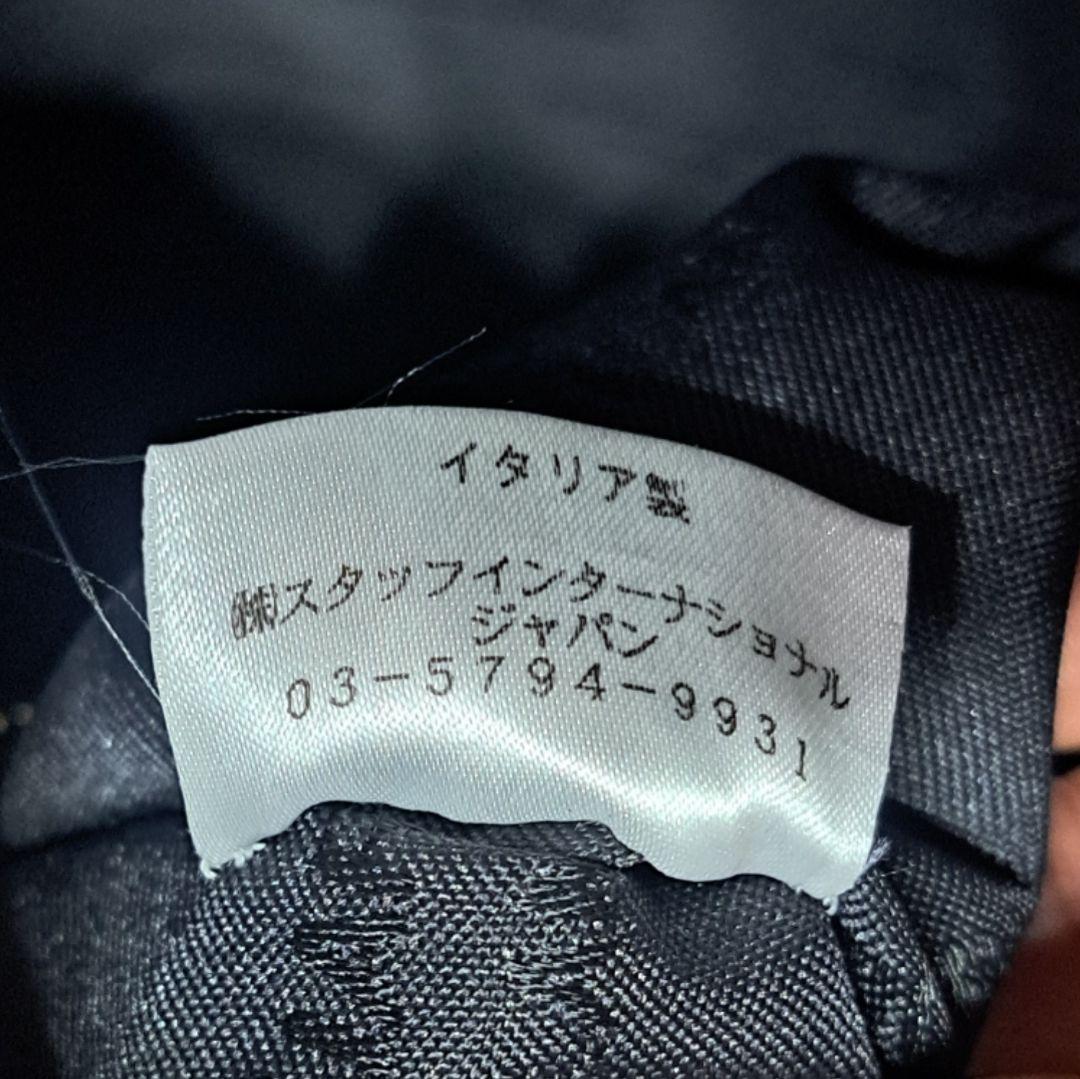 イタリア製
㈱スタッフインターナショナル
ジャパン
03-5794-9931